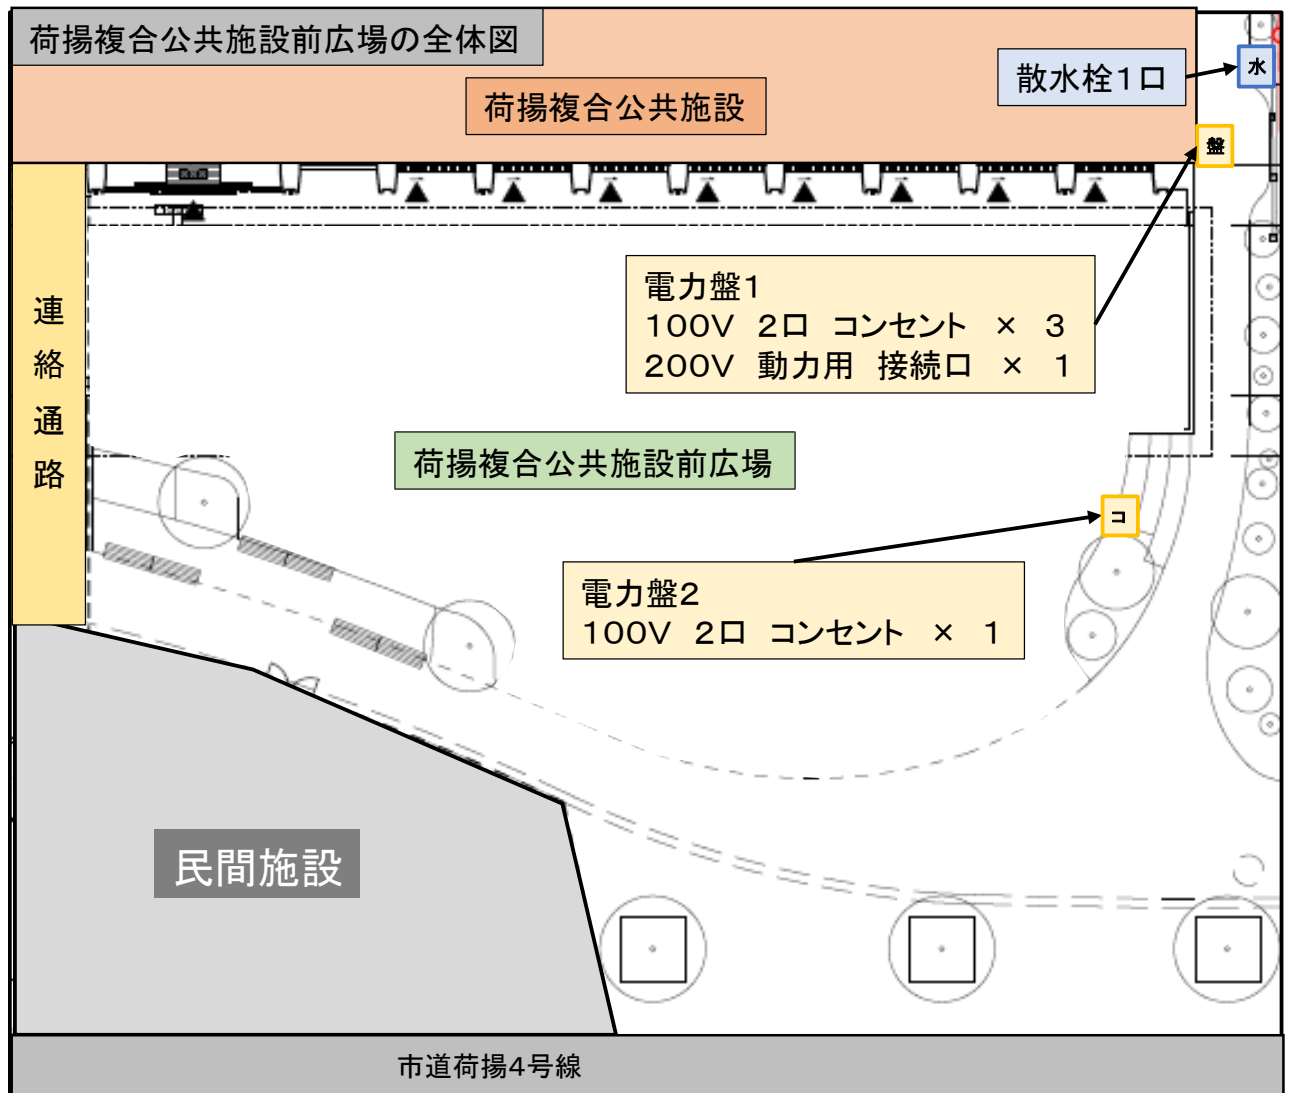 荷揚複合公共施設前広場の全体図
荷揚複合公共施設
散水栓１口
水
盤
連
絡
通
路
電力盤１
１００Ｖ　２口　コンセント　×　３
２００Ｖ　動力用　接続口　×　１
荷揚複合公共施設前広場
コ
電力盤２
１００Ｖ　２口　コンセント　×　１
民間施設
市道荷揚４号線